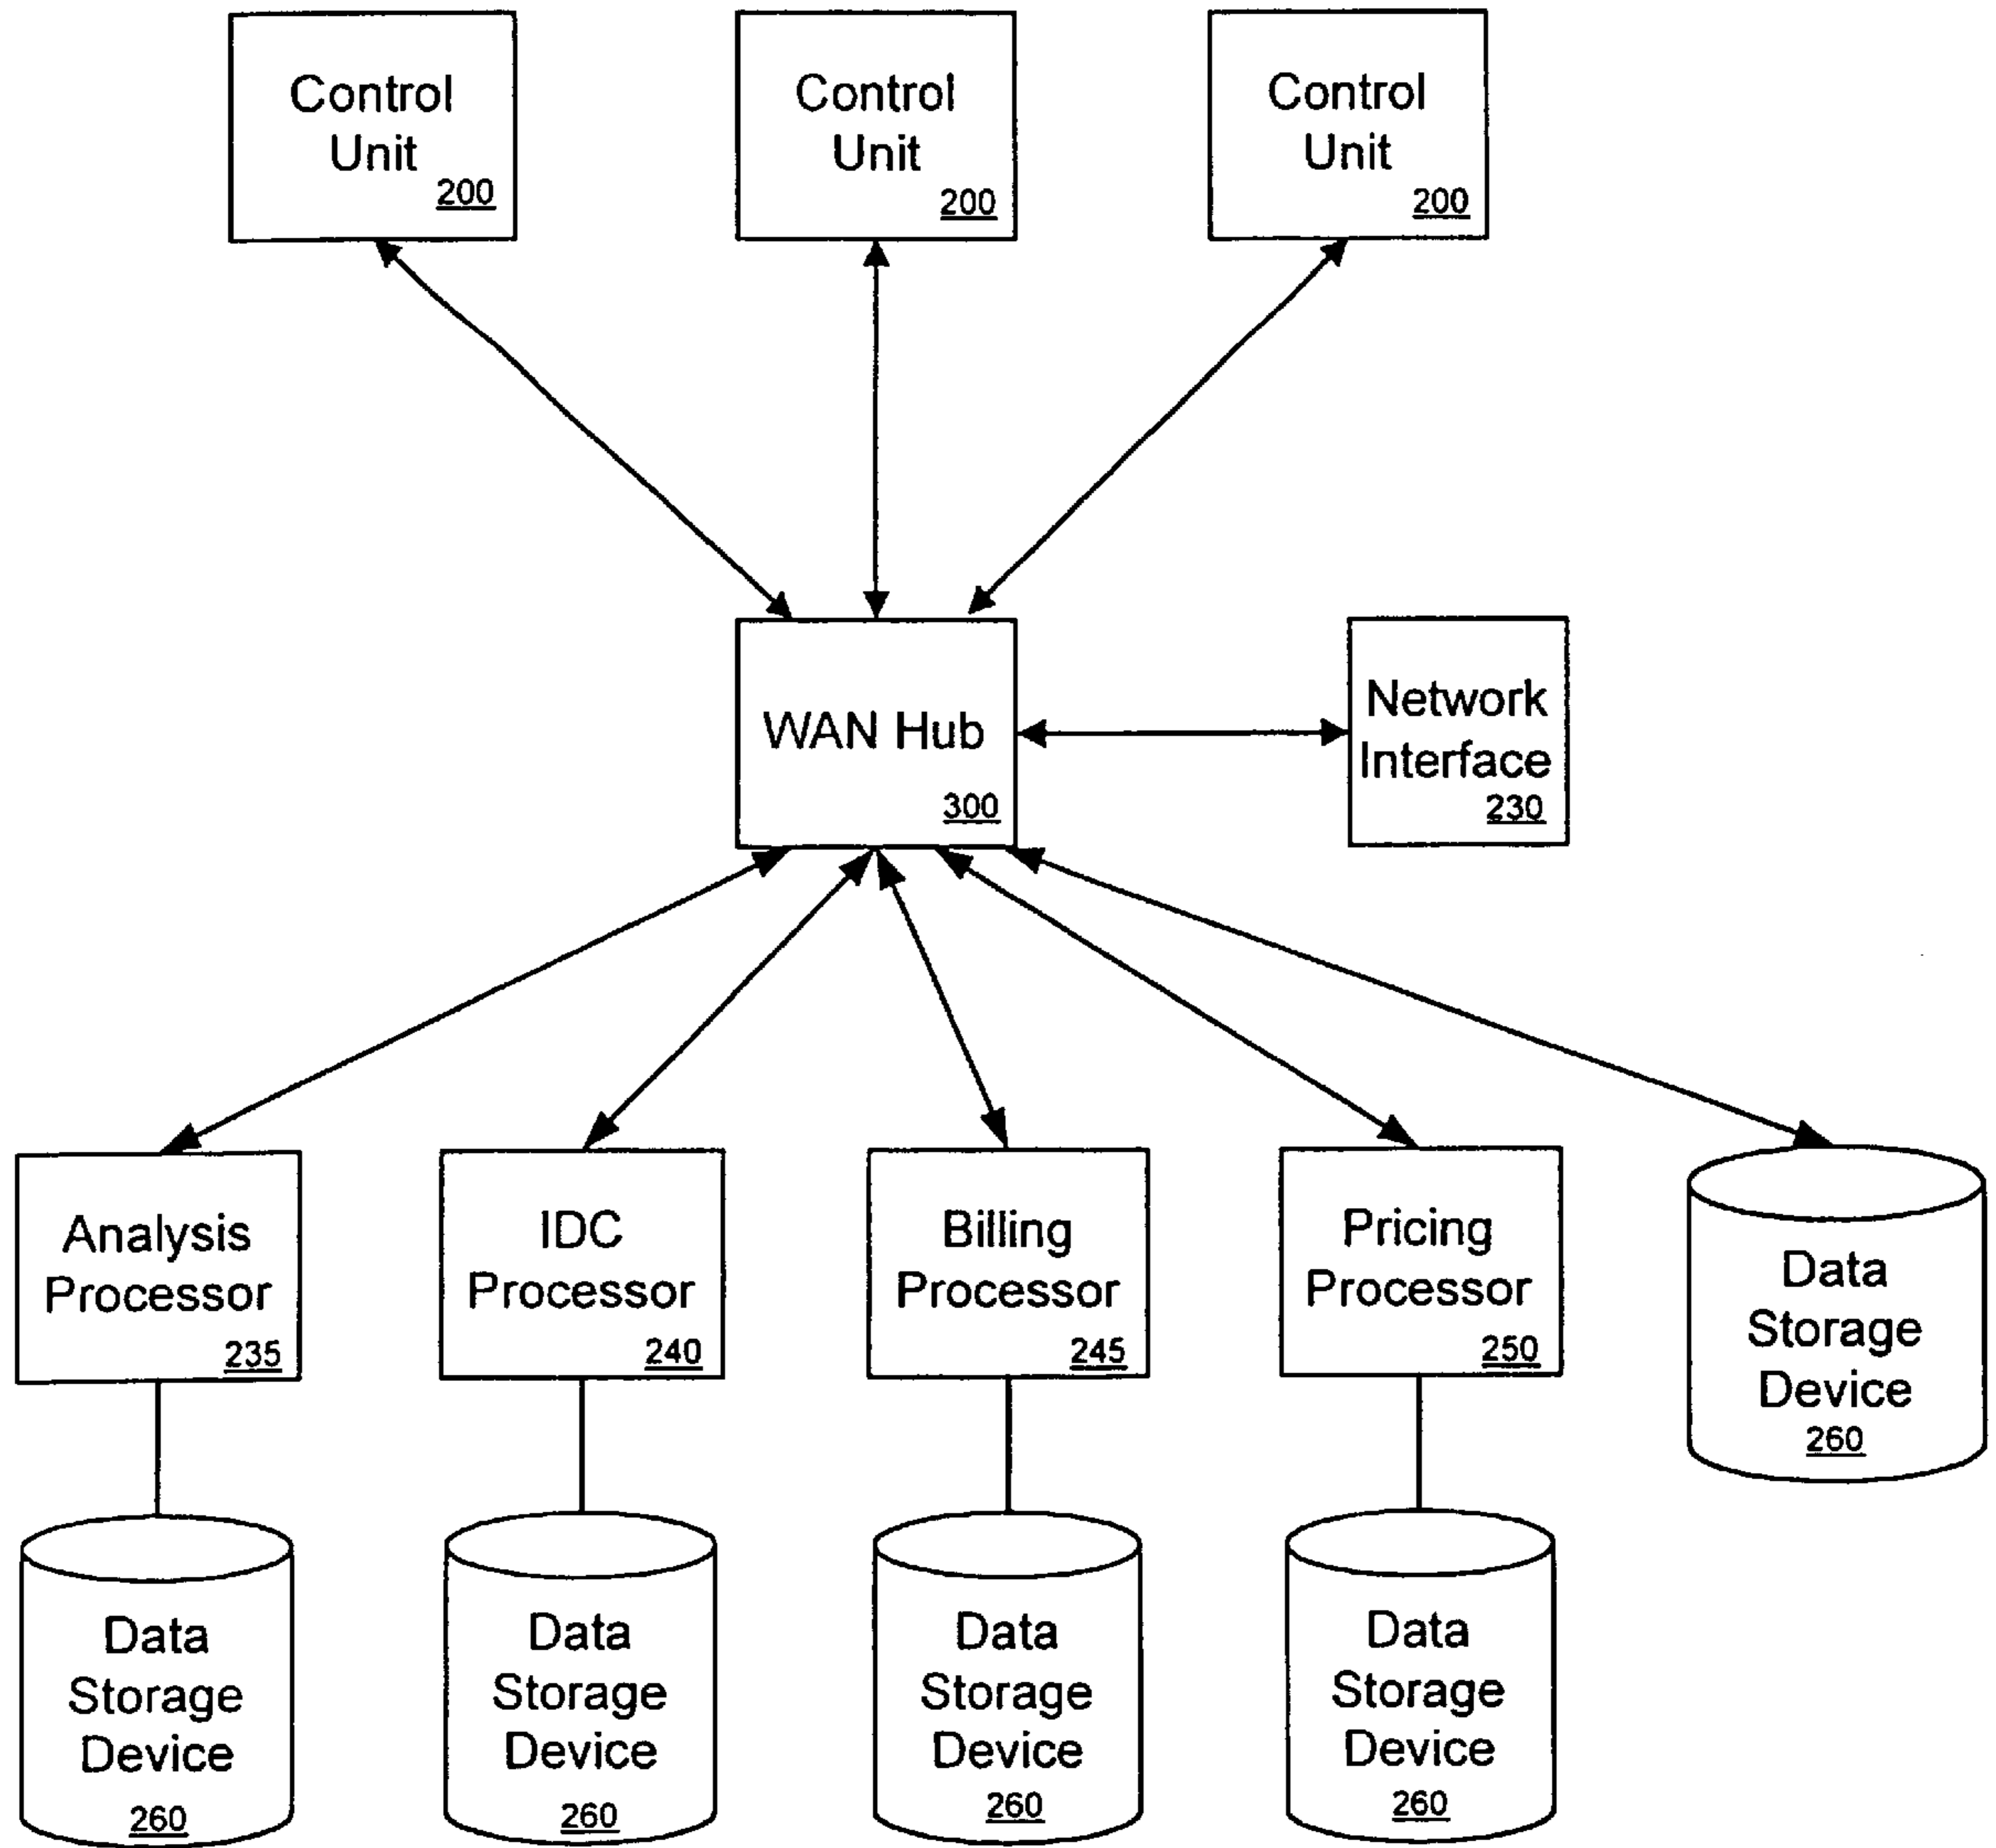 Control
Unit
200
Control
Unit
200
Control
Unit
200
WAN Hub
300
Network
Interface
230
Analysis
Processor
235
IDC
Processor
240
Billing
Processor
245
Pricing
Processor
250
Data
Storage
Device
260
Data
Storage
Device
260
Data
Storage
Device
260
Data
Storage
Device
260
Data
Storage
Device
260